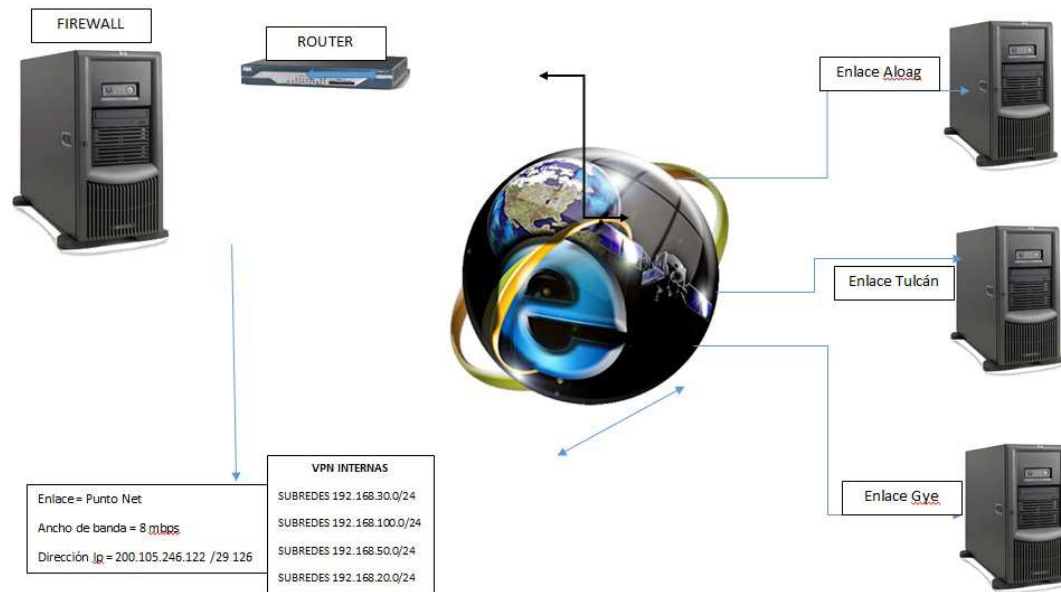 FIREWALL
ROUTER
Enlace Aloag
Enlace Tulcán
Enlace Gye
Enlace = Punto Net
Ancho de banda = 8 mbps
Dirección Ip = 200.105.246.122 /29 126
VPN INTERNAS
SUBREDES 192.168.30.0/24
SUBREDES 192.168.100.0/24
SUBREDES 192.168.50.0/24
SUBREDES 192.168.20.0/24